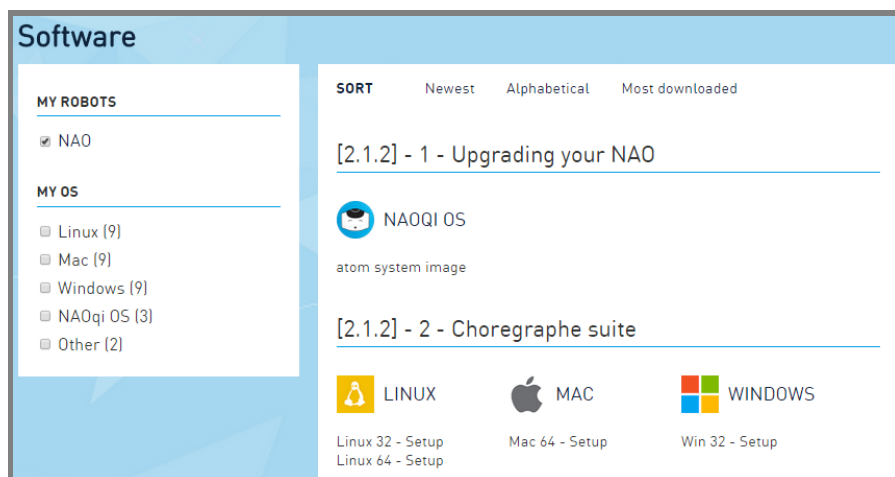 Software
MY ROBOTS
NAO
MY OS
Linux (9)
Mac (9)
Windows (9)
NAOqi OS (3)
Other (2)
SORT Newest Alphabetical Most downloaded
[2.1.2] - 1 - Upgrading your NAO
NAOQI OS
atom system image
[2.1.2] - 2 - Choregraphe suite
LINUX MAC WINDOWS
Linux 32 - Setup Mac 64 - Setup Win 32 - Setup
Linux 64 - Setup